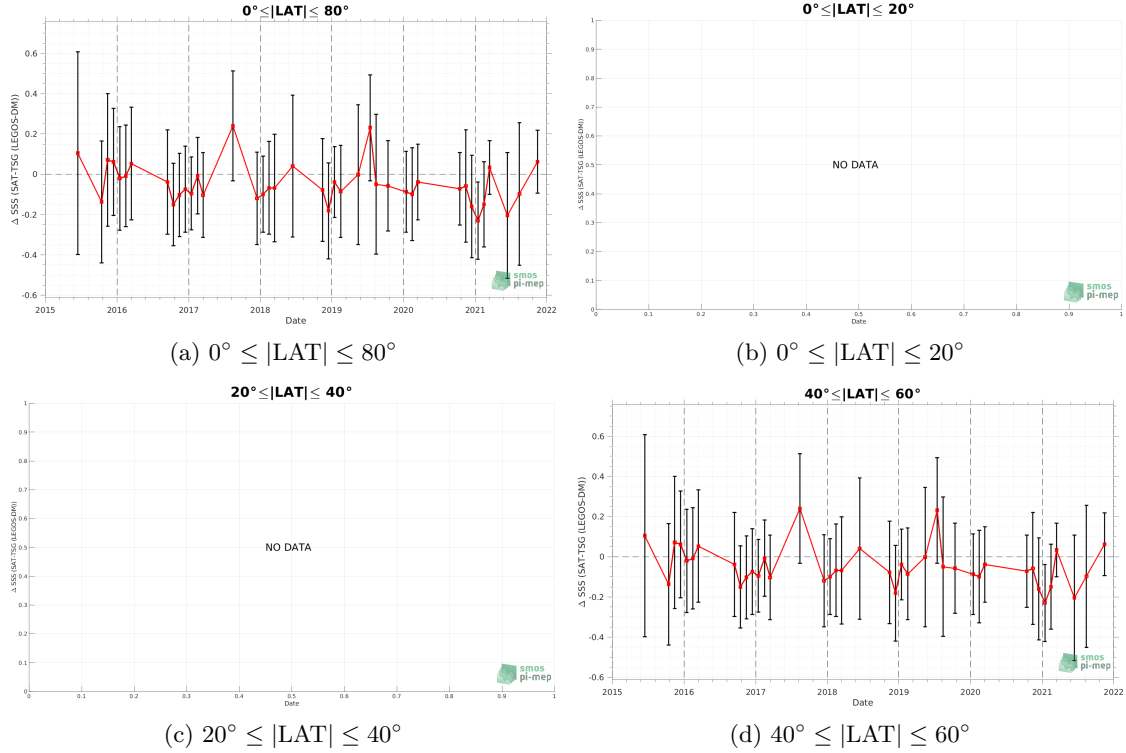 0°≤|LAT|≤ 80°
Δ SSS (SAT-TSG (LEGOS-DM))
0.6
0.4
0.2
0
-0.2
-0.4
-0.6
2015 2016 2017 2018 2019 2020 2021 2022
Date
smos
pi-mep
(a) 0° ≤ |LAT| ≤ 80°
0°≤|LAT|≤ 20°
Δ SSS (SAT-TSG (LEGOS-DM))
1
0.9
0.8
0.7
0.6
0.5
0.4
0.3
0.2
0.1
0
NO DATA
0 0.1 0.2 0.3 0.4 0.5 0.6 0.7 0.8 0.9 1
Date
smos
pi-mep
(b) 0° ≤ |LAT| ≤ 20°
20°≤|LAT|≤ 40°
Δ SSS (SAT-TSG (LEGOS-DM))
1
0.9
0.8
0.7
0.6
0.5
0.4
0.3
0.2
0.1
0
NO DATA
0 0.1 0.2 0.3 0.4 0.5 0.6 0.7 0.8 0.9 1
Date
smos
pi-mep
(c) 20° ≤ |LAT| ≤ 40°
40°≤|LAT|≤ 60°
Δ SSS (SAT-TSG (LEGOS-DM))
0.6
0.4
0.2
0
-0.2
-0.4
-0.6
2015 2016 2017 2018 2019 2020 2021 2022
Date
smos
pi-mep
(d) 40° ≤ |LAT| ≤ 60°